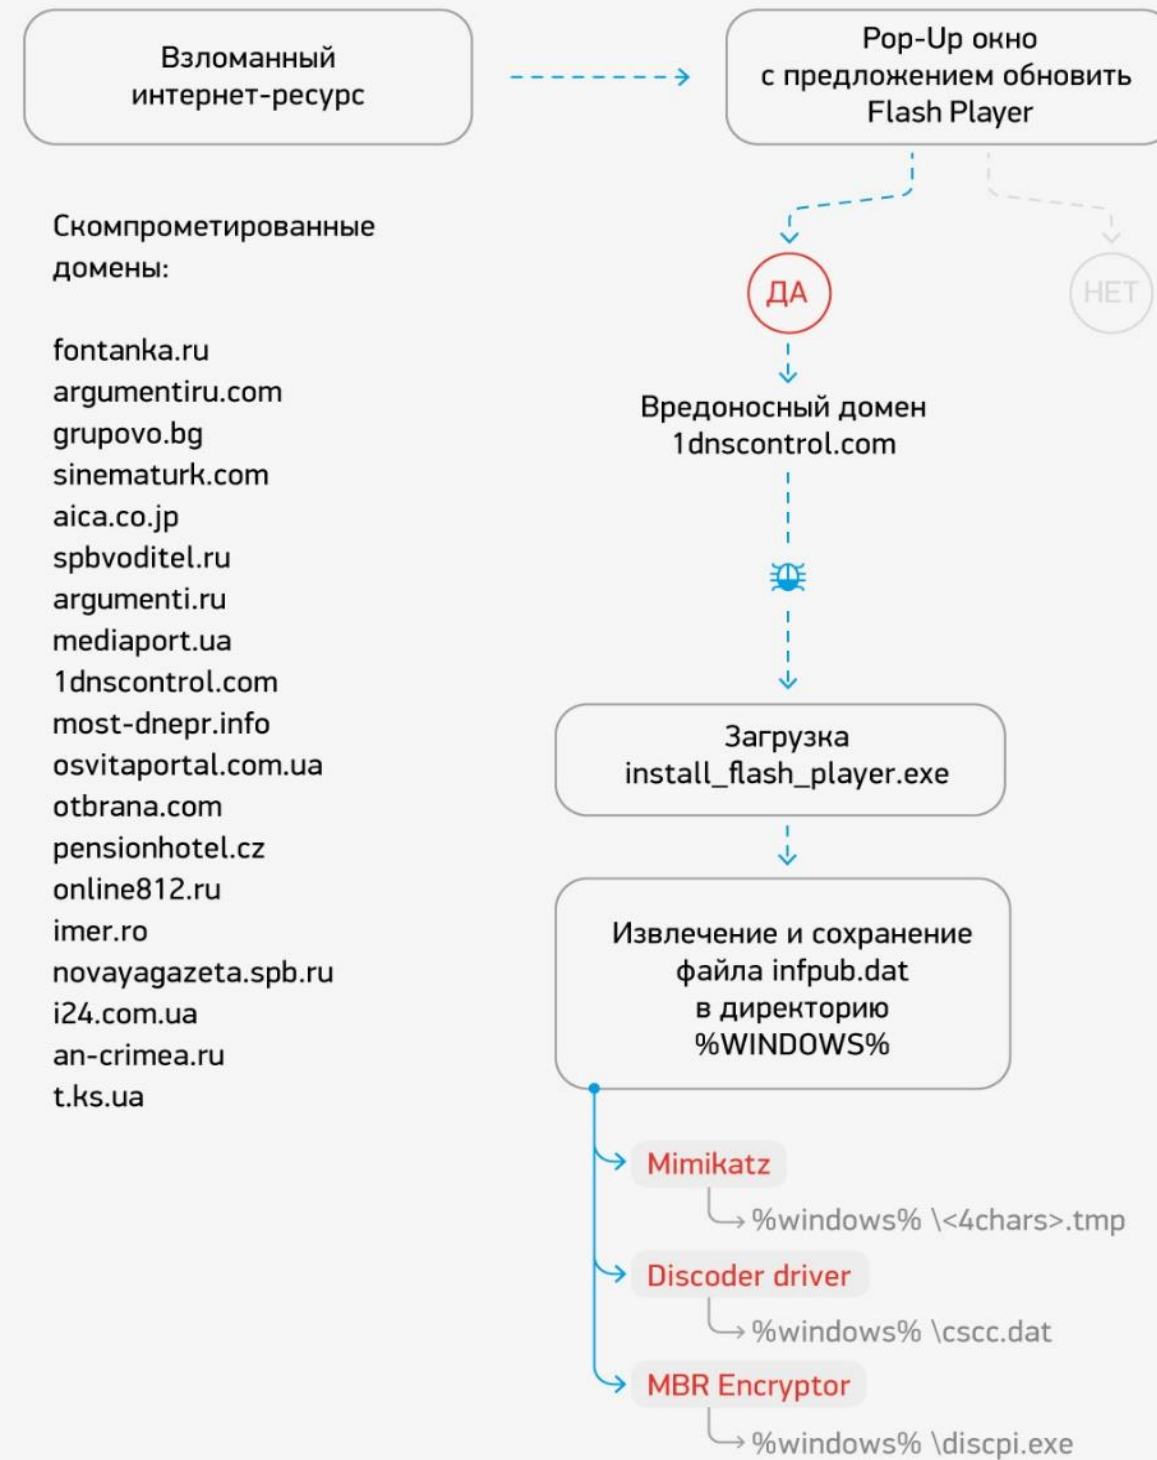 Взломанный
интернет-ресурс
Pop-Up окно
с предложением обновить
Flash Player
Скомпрометированные
домены:
fontanka.ru
argumentiru.com
grupovo.bg
sinematurk.com
aica.co.jp
spbvoditel.ru
argumenti.ru
mediaport.ua
1dnscontrol.com
most-dnepr.info
osvitaportal.com.ua
otbrana.com
pensionhotel.cz
online812.ru
imer.ro
novayagazeta.spb.ru
i24.com.ua
an-crimea.ru
t.ks.ua
ДА
НЕТ
Вредоносный домен
1dnscontrol.com
Загрузка
install_flash_player.exe
Извлечение и сохранение
файла infpub.dat
в директорию
%WINDOWS%
Mimikatz
%windows% \<4chars>.tmp
Discoder driver
%windows% \cscc.dat
MBR Encryptor
%windows% \discpi.exe